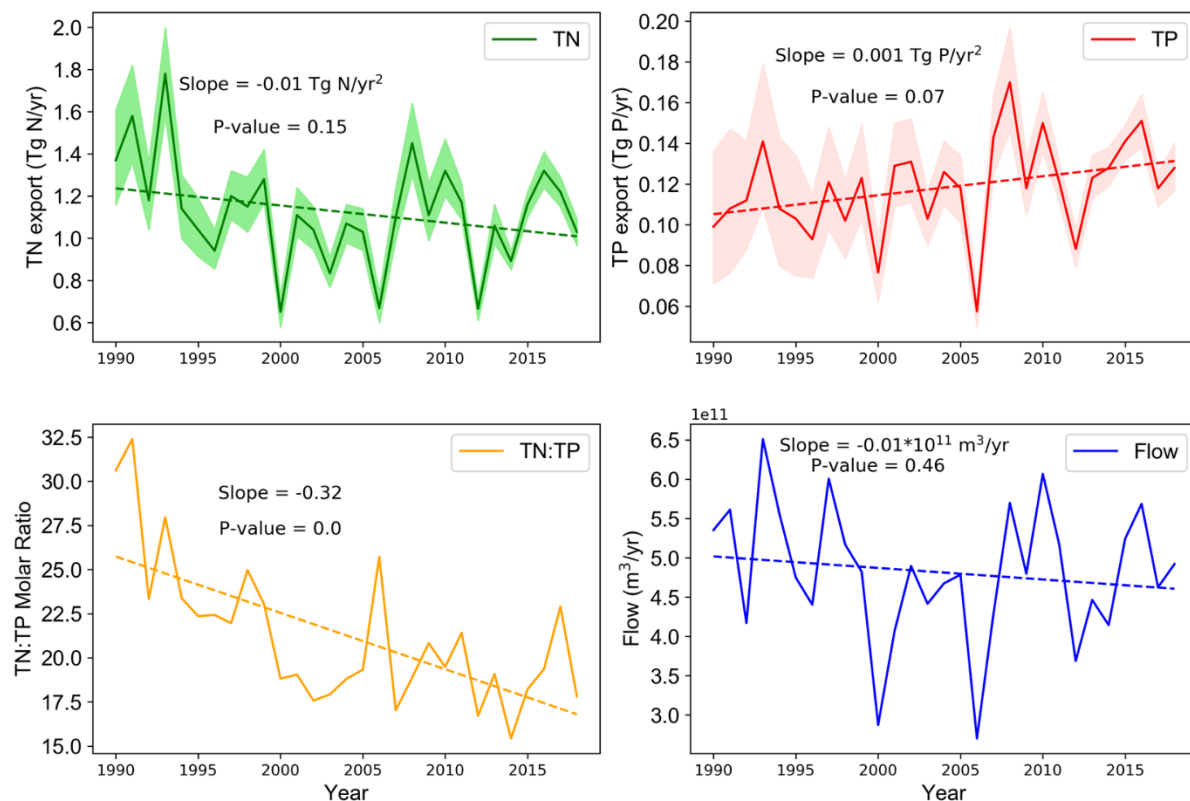 TN
Slope = -0.01 Tg N/yr²
P-value = 0.15
TN export (Tg N/yr)
2.0
1.8
1.6
1.4
1.2
1.0
0.8
0.6
1990 1995 2000 2005 2010 2015
TP
Slope = 0.001 Tg P/yr²
P-value = 0.07
TP export (Tg P/yr)
0.20
0.18
0.16
0.14
0.12
0.10
0.08
0.06
1990 1995 2000 2005 2010 2015
TN:TP
Slope = -0.32
P-value = 0.0
TN:TP Molar Ratio
32.5
30.0
27.5
25.0
22.5
20.0
17.5
15.0
1990 1995 2000 2005 2010 2015
Year
1e11
Flow
Slope = -0.01*10¹¹ m³/yr
P-value = 0.46
Flow (m³/yr)
6.5
6.0
5.5
5.0
4.5
4.0
3.5
3.0
1990 1995 2000 2005 2010 2015
Year